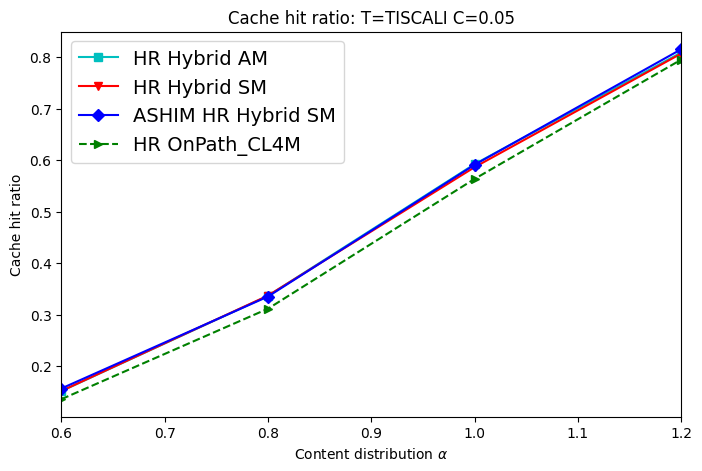 Cache hit ratio: T=TISCALI C=0.05
HR Hybrid AM
HR Hybrid SM
ASHIM HR Hybrid SM
HR OnPath_CL4M
Cache hit ratio
0.8
0.7
0.6
0.5
0.4
0.3
0.2
0.6
0.7
0.8
0.9
1.0
1.1
1.2
Content distribution α